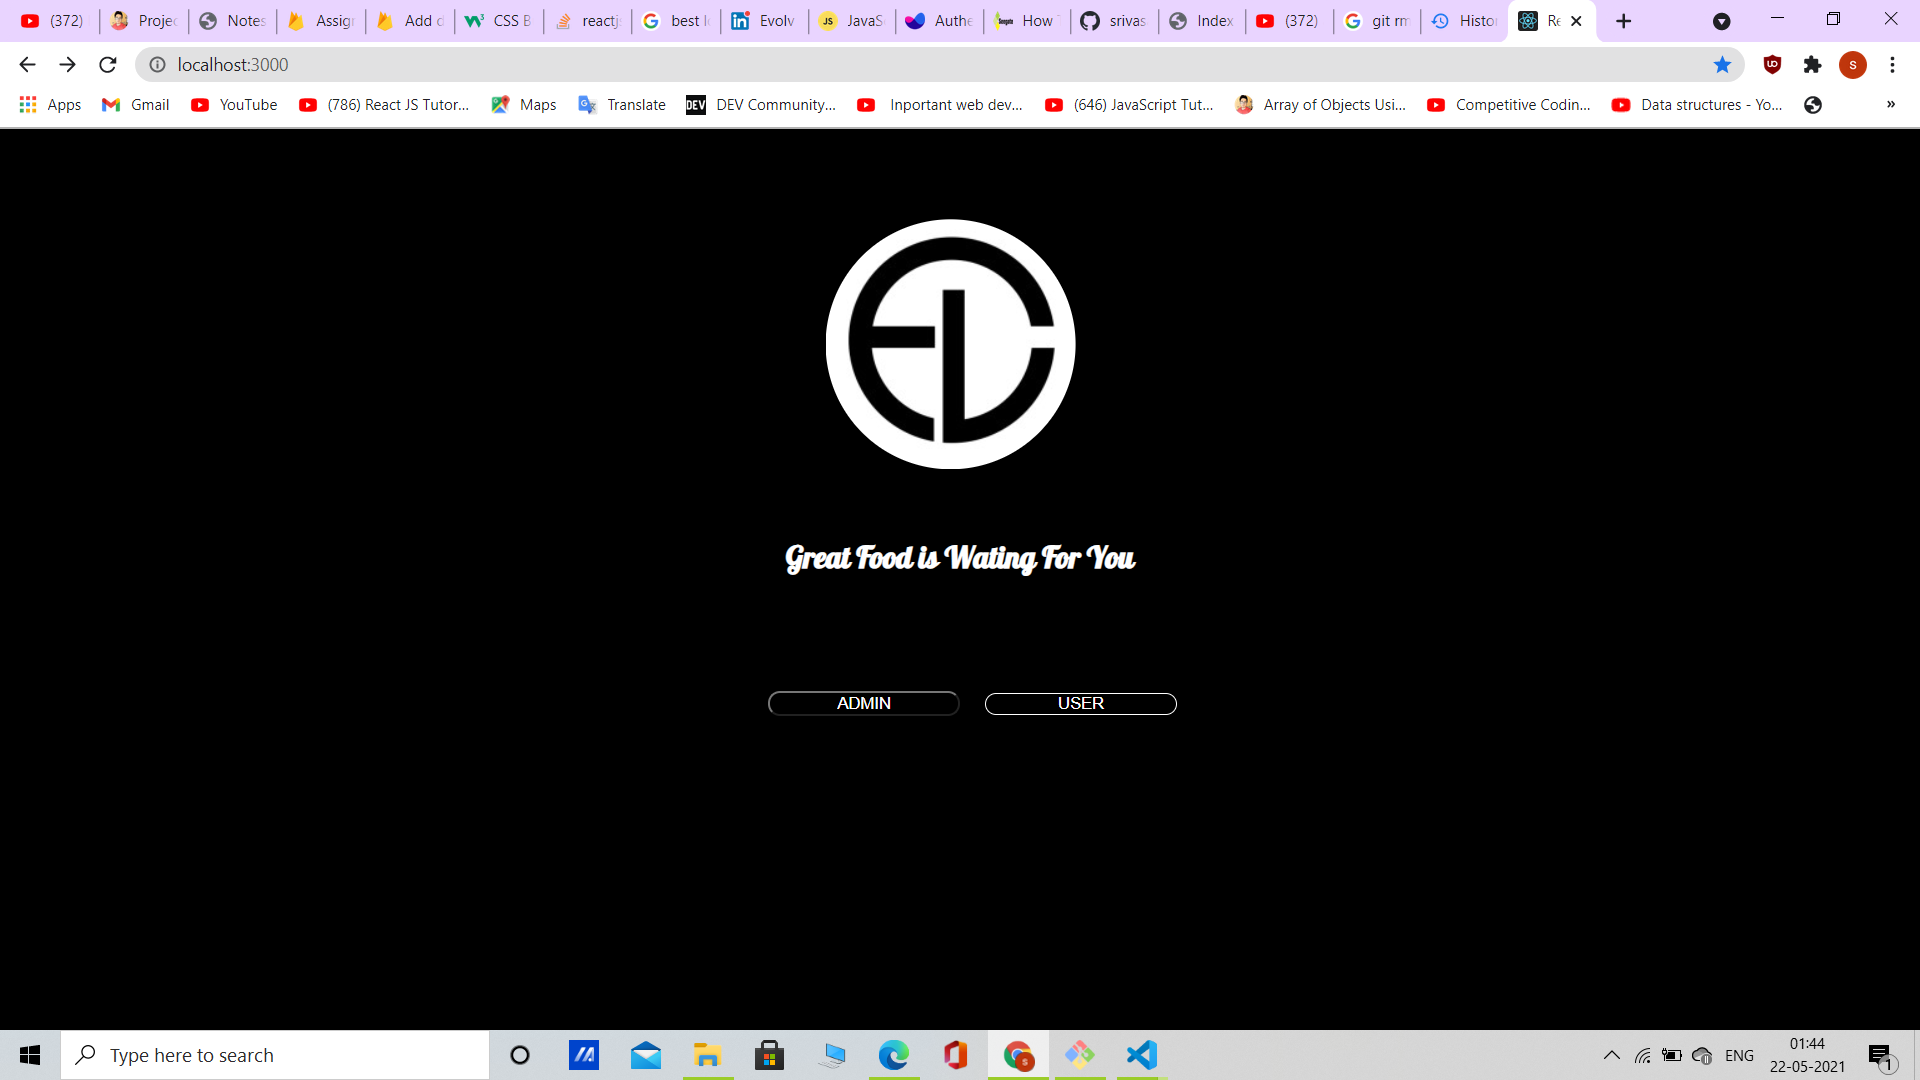 (372) Projec Notes Assign Add d CSS B reactj best l Evolv JavaS Authe How srivas Index (372) git rm Histor Re
localhost:3000 s
Apps Gmail YouTube (786) React JS Tutor... Maps Translate DEV DEV Community... Inportant web dev... (646) JavaScript Tut... Array of Objects Usi... Competitive Codin... Data structures - Yo... »
Great Food is Wating For You
ADMIN USER
Type here to search
ENG
01:44
22-05-2021
1